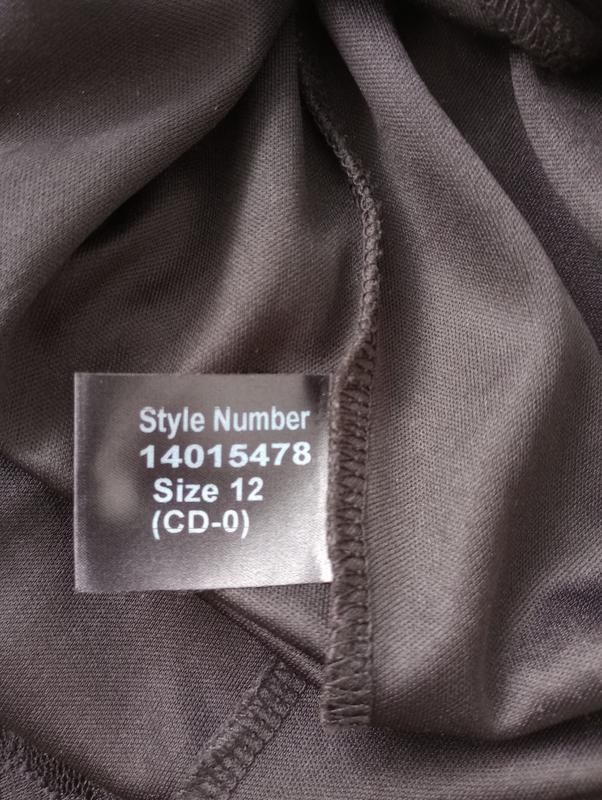 Style Number
14015478
Size 12
(CD-0)